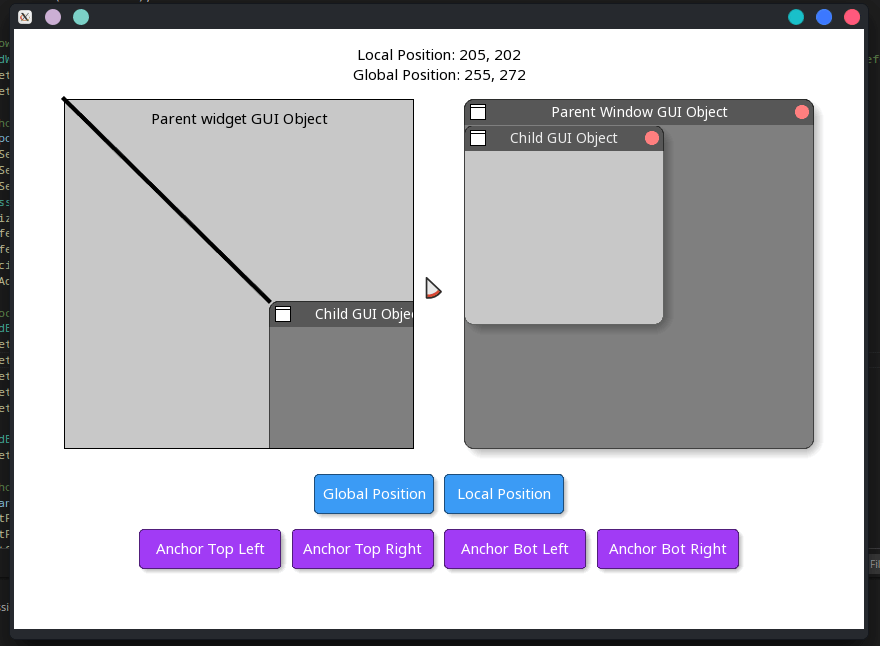 Local Position: 205, 202
Global Position: 255, 272
Parent widget GUI Object
Parent Window GUI Object
Child GUI Object
Child GUI Objec
Global Position
Local Position
Anchor Top Left
Anchor Top Right
Anchor Bot Left
Anchor Bot Right